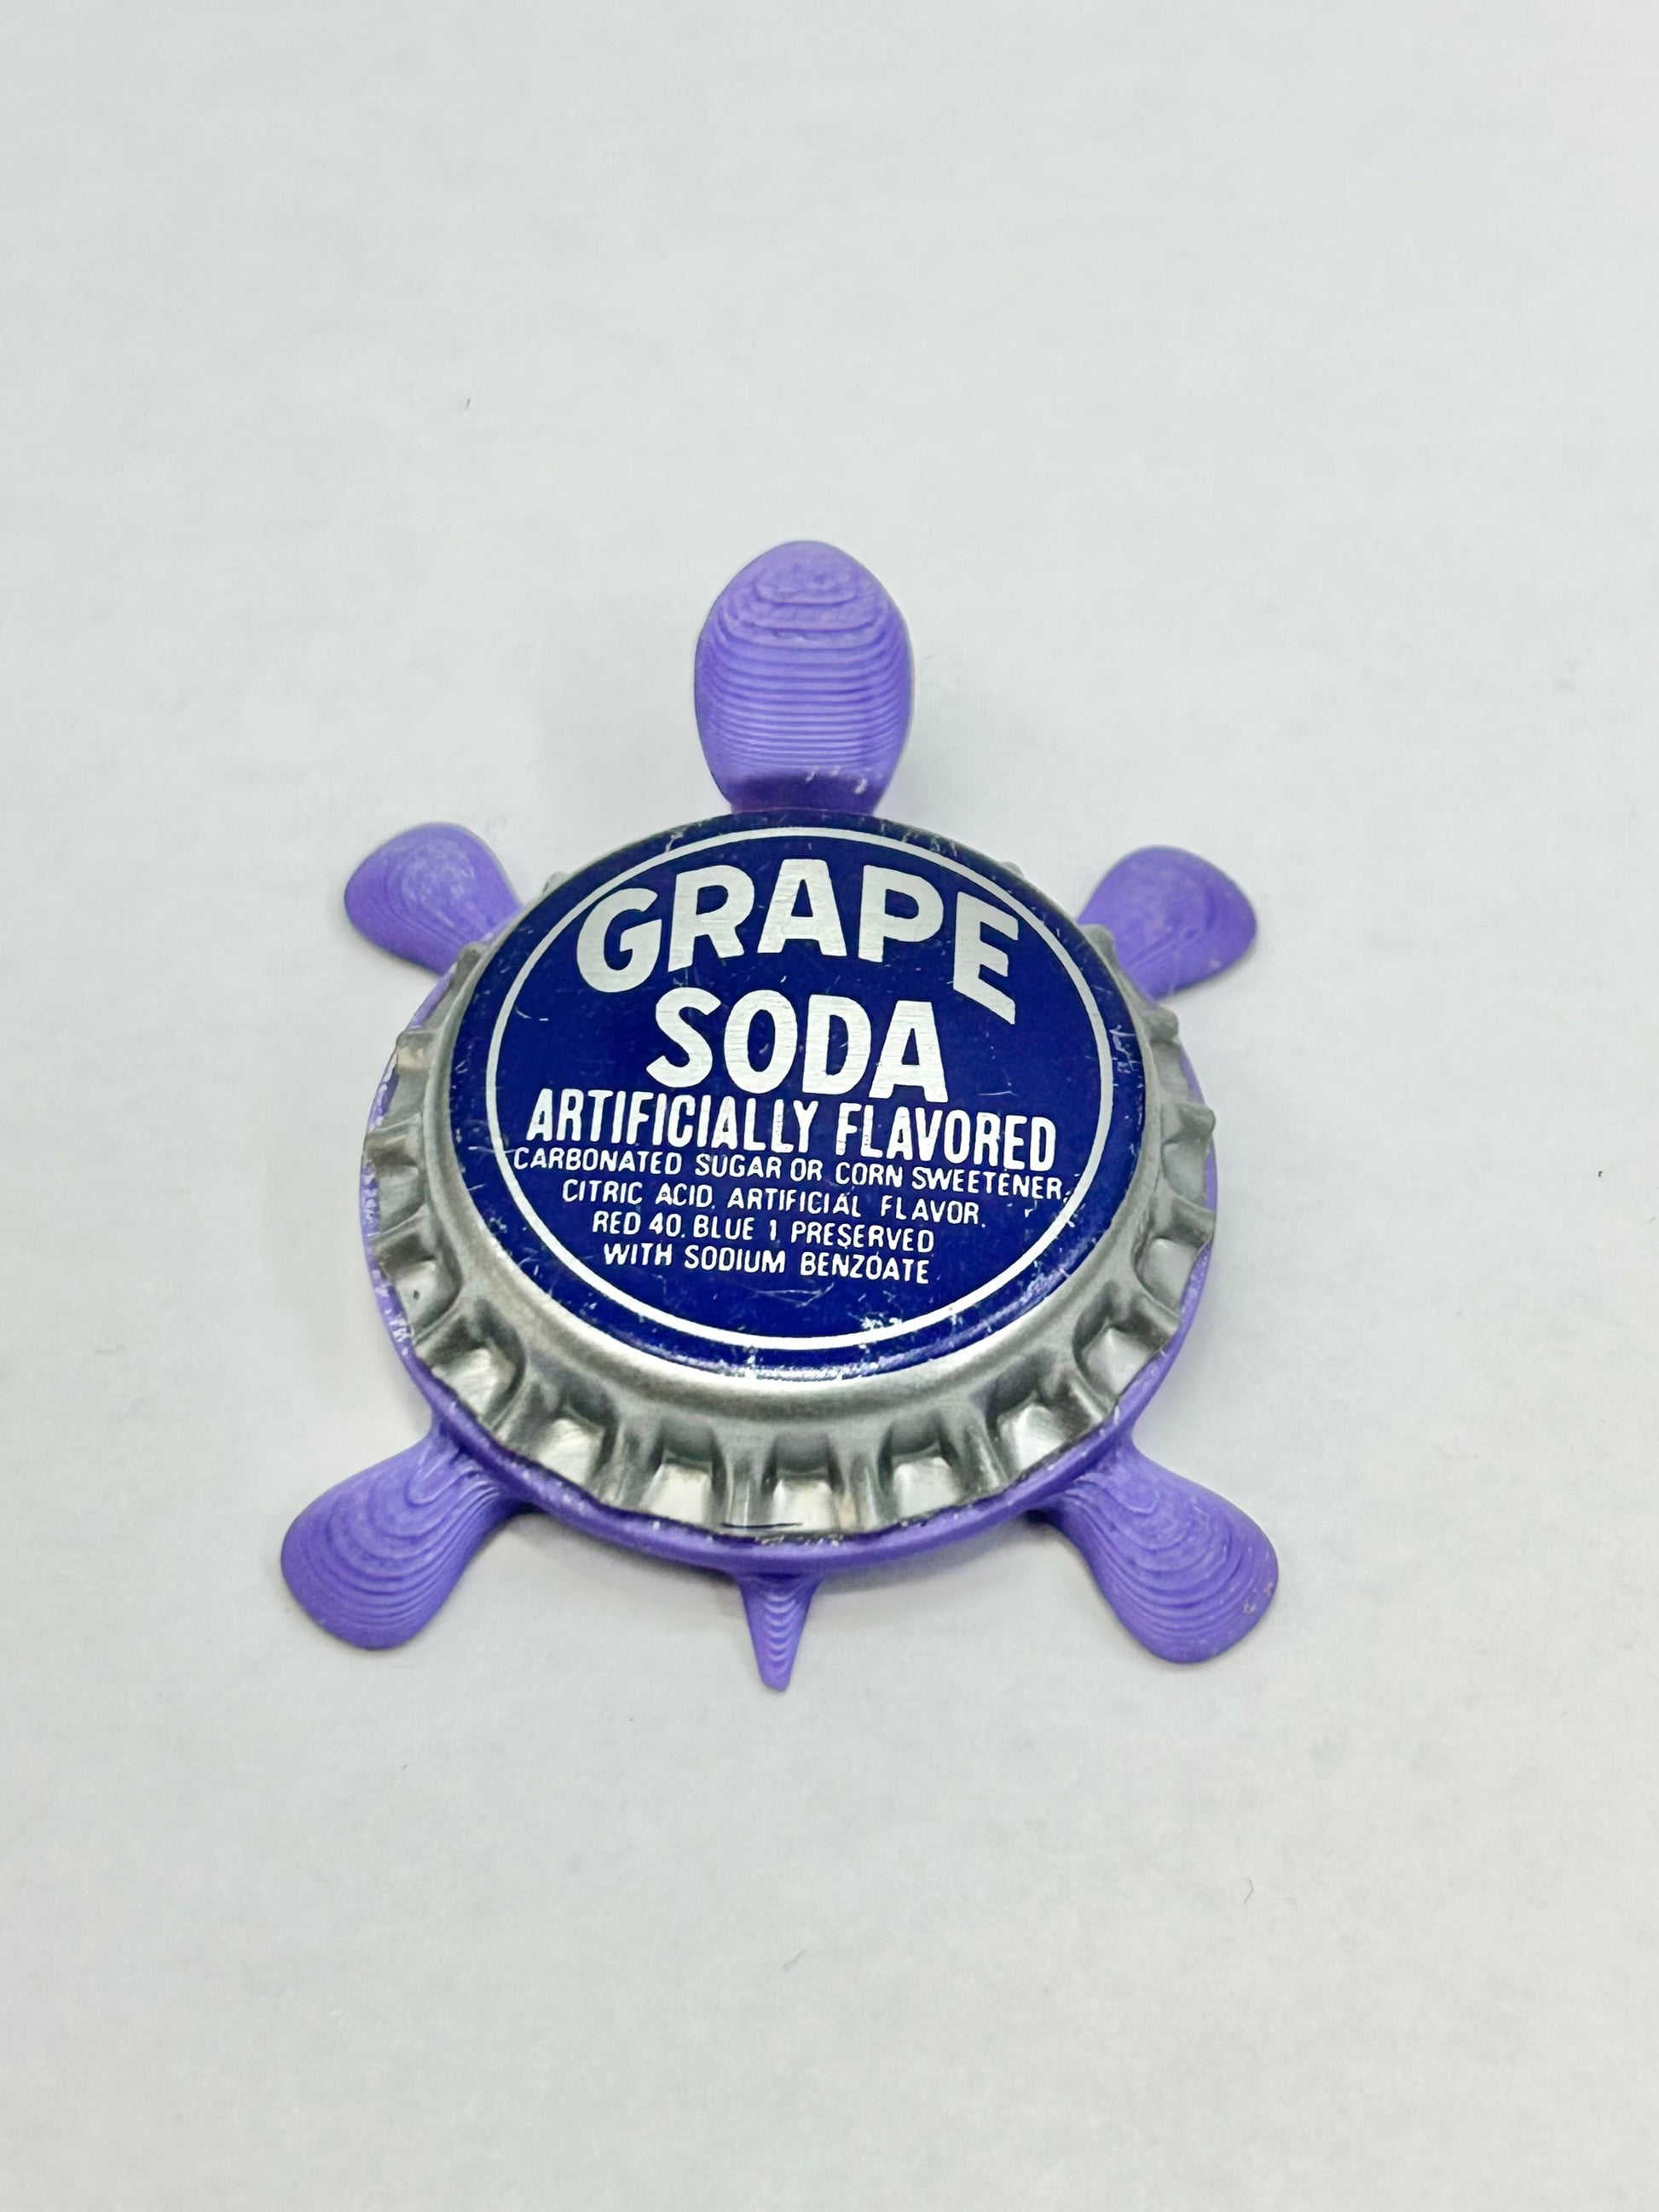 GRAPE
SODA
ARTIFICIALLY FLAVORED
CARBONATED SUGAR OR CORN SWEETENER,
CITRIC ACID. ARTIFICIAL FLAVOR.
RED 40. BLUE 1 PRESERVED
WITH SODIUM BENZOATE